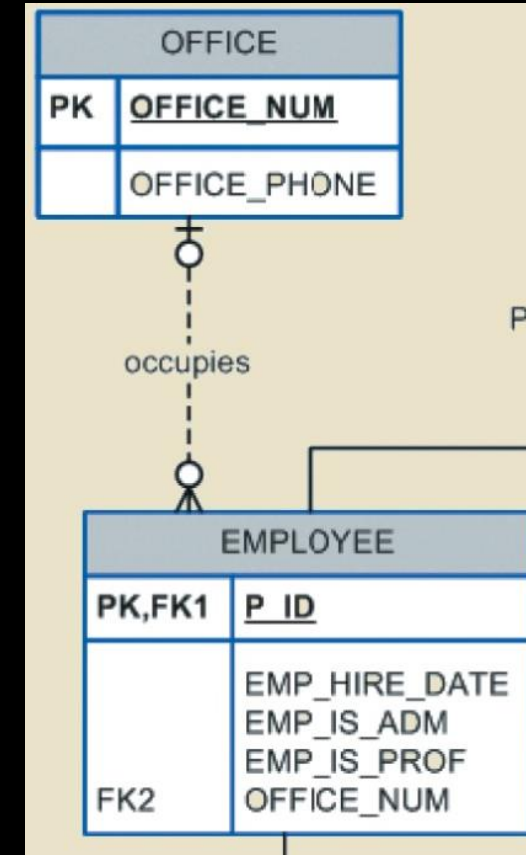 OFFICE
PK OFFICE_NUM
OFFICE_PHONE
P
occupies
EMPLOYEE
PK,FK1 P_ID
EMP_HIRE_DATE
EMP_IS_ADM
EMP_IS_PROF
FK2 OFFICE_NUM